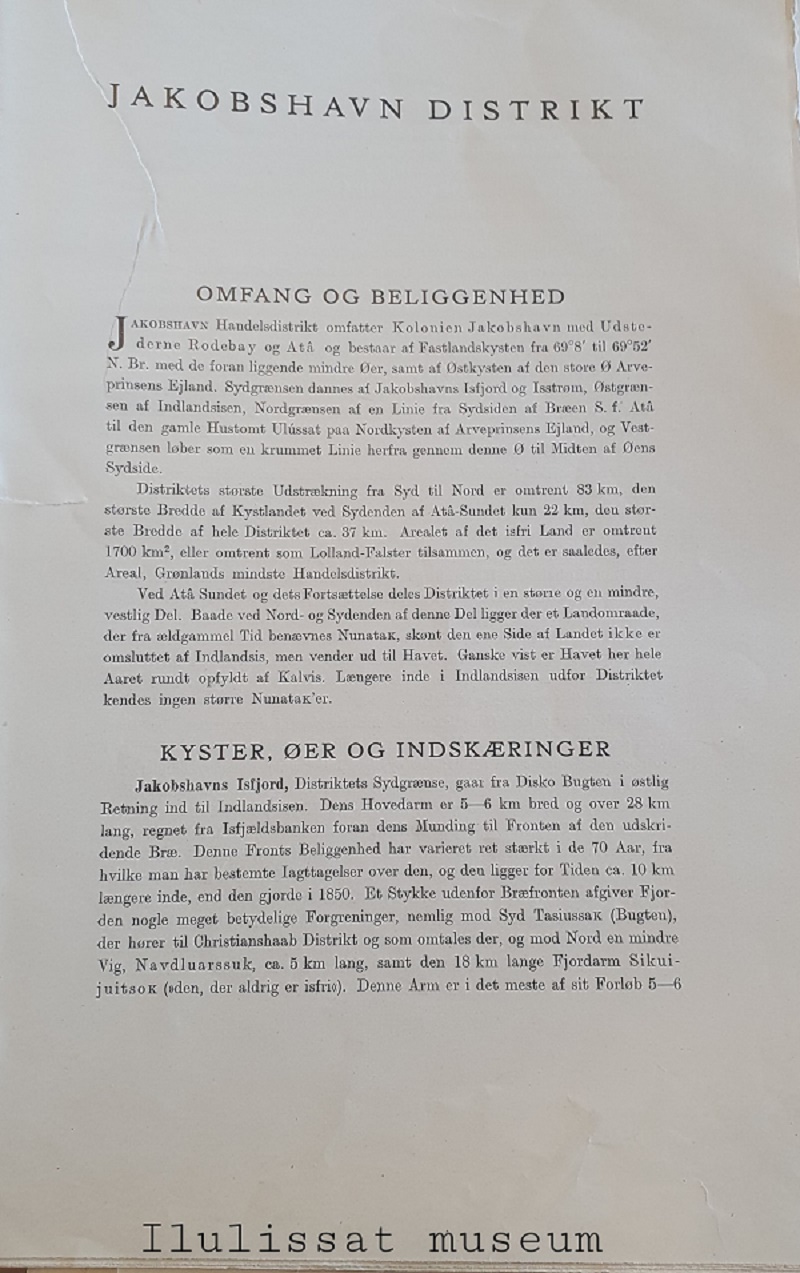 JAKOBSHAVN DISTRIKT
OMFANG OG BELIGGENHED
JAKOBSHAVN Handelsdistrikt omfatter Kolonien Jakobshavn med Udste-
derne Rodebay og Atâ og bestaar af Fastlandskysten fra 69°8′ til 69°52′
N. Br. med de foran liggende mindre Øer, samt af Østkysten af den store Ø Arve-
prinsens Ejland. Sydgrænsen dannes af Jakobshavns Isfjord og Isstrøm, Østgræn-
sen af Indlandsisen, Nordgrænsen af en Linie fra Sydsiden af Bræen S. f. Atâ
til den gamle Hustomt Ulússat paa Nordkysten af Arveprinsens Ejland, og Vest-
grænsen løber som en krummet Linie herfra gennem denne Ø til Midten af Øens
Sydside.
Distriktets største Udstrækning fra Syd til Nord er omtrent 83 km, den
største Bredde af Kystlandet ved Sydenden af Atâ-Sundet kun 22 km, den stør-
ste Bredde af hele Distriktet ca. 37 km. Arealet af det isfri Land er omtrent
1700 km², eller omtrent som Lolland-Falster tilsammen, og det er saaledes, efter
Areal, Grønlands mindste Handelsdistrikt.
Ved Atâ Sundet og dets Fortsættelse deles Distriktet i en større og en mindre,
vestlig Del. Baade ved Nord- og Sydenden af denne Del ligger der et Landomraade,
der fra ældgammel Tid benævnes Nunataĸ, skønt den ene Side af Landet ikke er
omsluttet af Indlandsis, men vender ud til Havet. Ganske vist er Havet her hele
Aaret rundt opfyldt af Kalvis. Længere inde i Indlandsisen udfor Distriktet
kendes ingen større Nunataĸ'er.
KYSTER, ØER OG INDSKÆRINGER
Jakobshavns Isfjord, Distriktets Sydgrænse, gaar fra Disko Bugten i østlig
Retning ind til Indlandsisen. Dens Hovedarm er 5—6 km bred og over 28 km
lang, regnet fra Isfjældsbanken foran dens Munding til Fronten af den udskri-
dende Bræ. Denne Fronts Beliggenhed har varieret ret stærkt i de 70 Aar, fra
hvilke man har bestemte Iagttagelser over den, og den ligger for Tiden ca. 10 km
længere inde, end den gjorde i 1850. Et Stykke udenfor Bræfronten afgiver Fjor-
den nogle meget betydelige Forgreninger, nemlig mod Syd Tasiussaĸ (Bugten),
der hører til Christianshaab Distrikt og som omtales der, og mod Nord en mindre
Vig, Navdluarssuk, ca. 5 km lang, samt den 18 km lange Fjordarm Sikui-
juitsoĸ (»den, der aldrig er isfri«). Denne Arm er i det meste af sit Forløb 5—6
Ilulissat museum